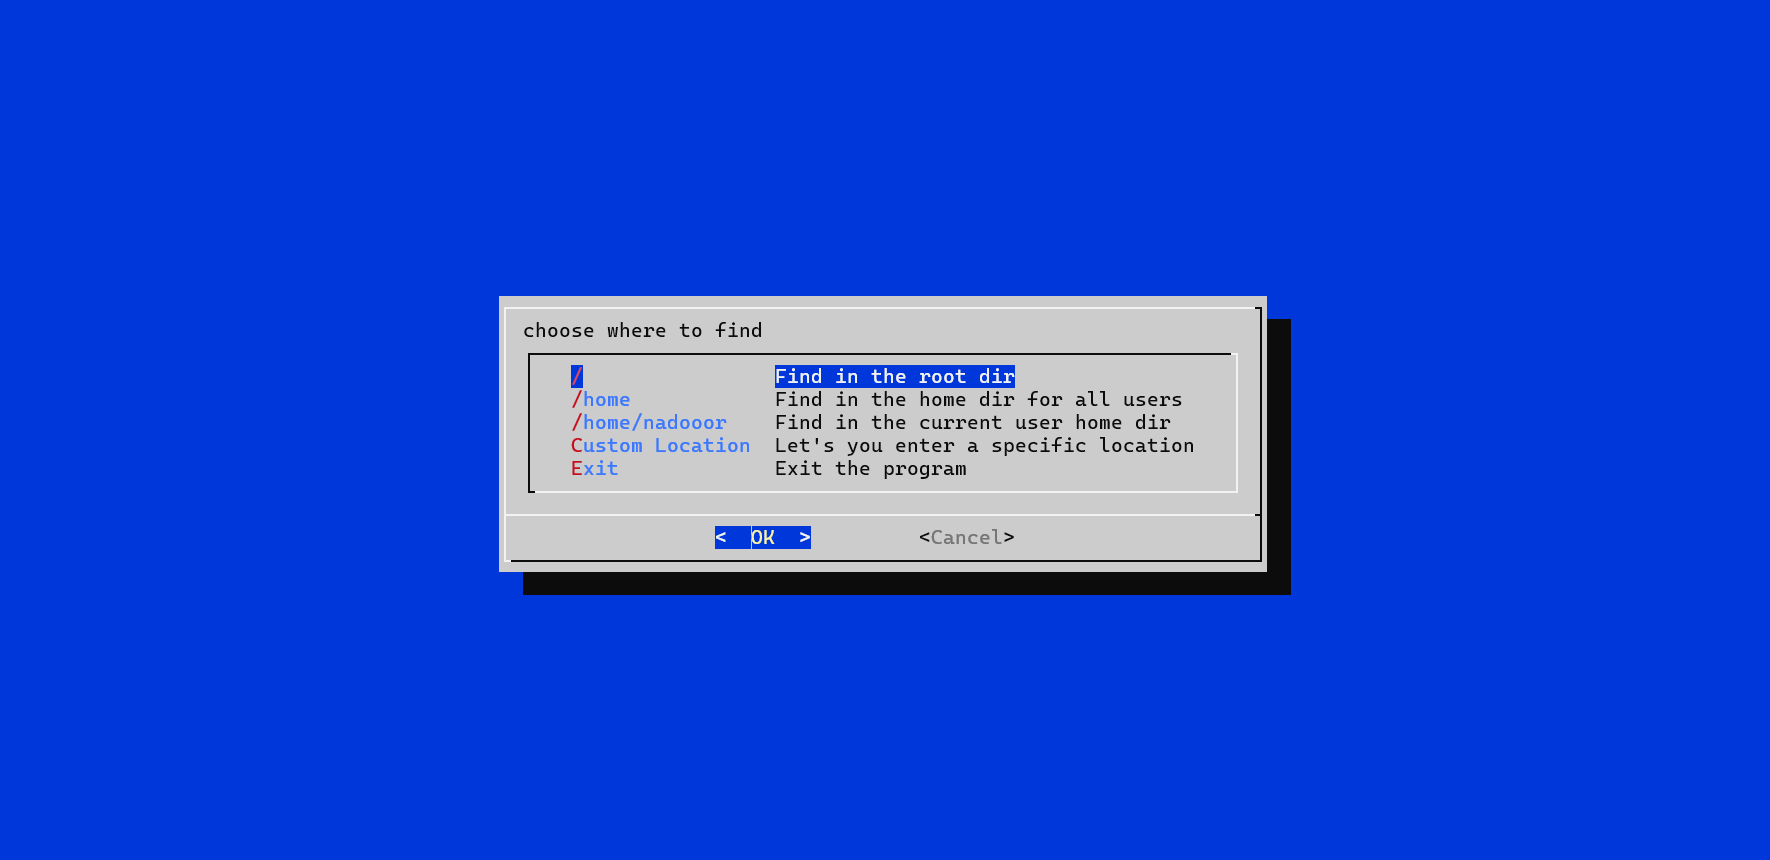 choose where to find
/ Find in the root dir
/home Find in the home dir for all users
/home/nadooor Find in the current user home dir
Custom Location Let's you enter a specific location
Exit Exit the program
< OK > <Cancel>